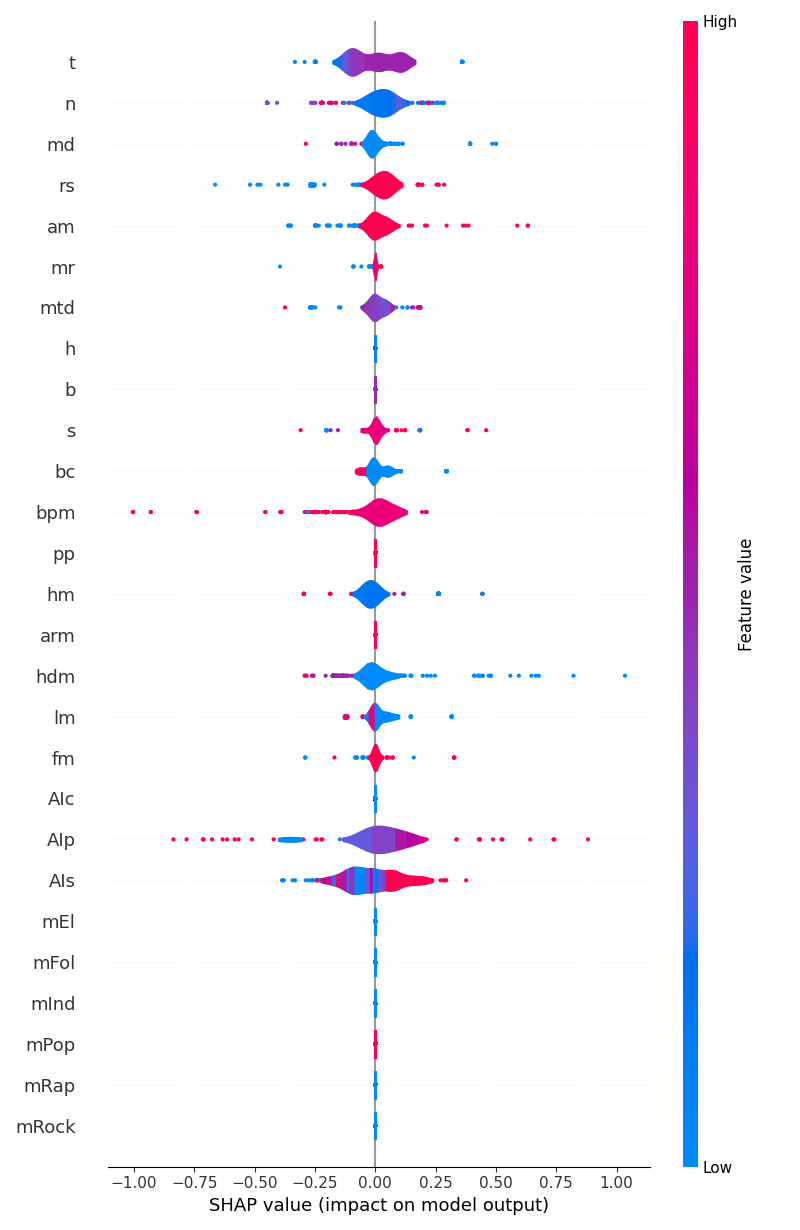 High
t
n
md
rs
am
mr
mtd
h
b
s
bc
bpm
pp
hm
arm
hdm
lm
fm
AIc
AIp
AIs
mEl
mFol
mInd
mPop
mRap
mRock
Feature value
Low
−1.00 −0.75 −0.50 −0.25 0.00 0.25 0.50 0.75 1.00
SHAP value (impact on model output)